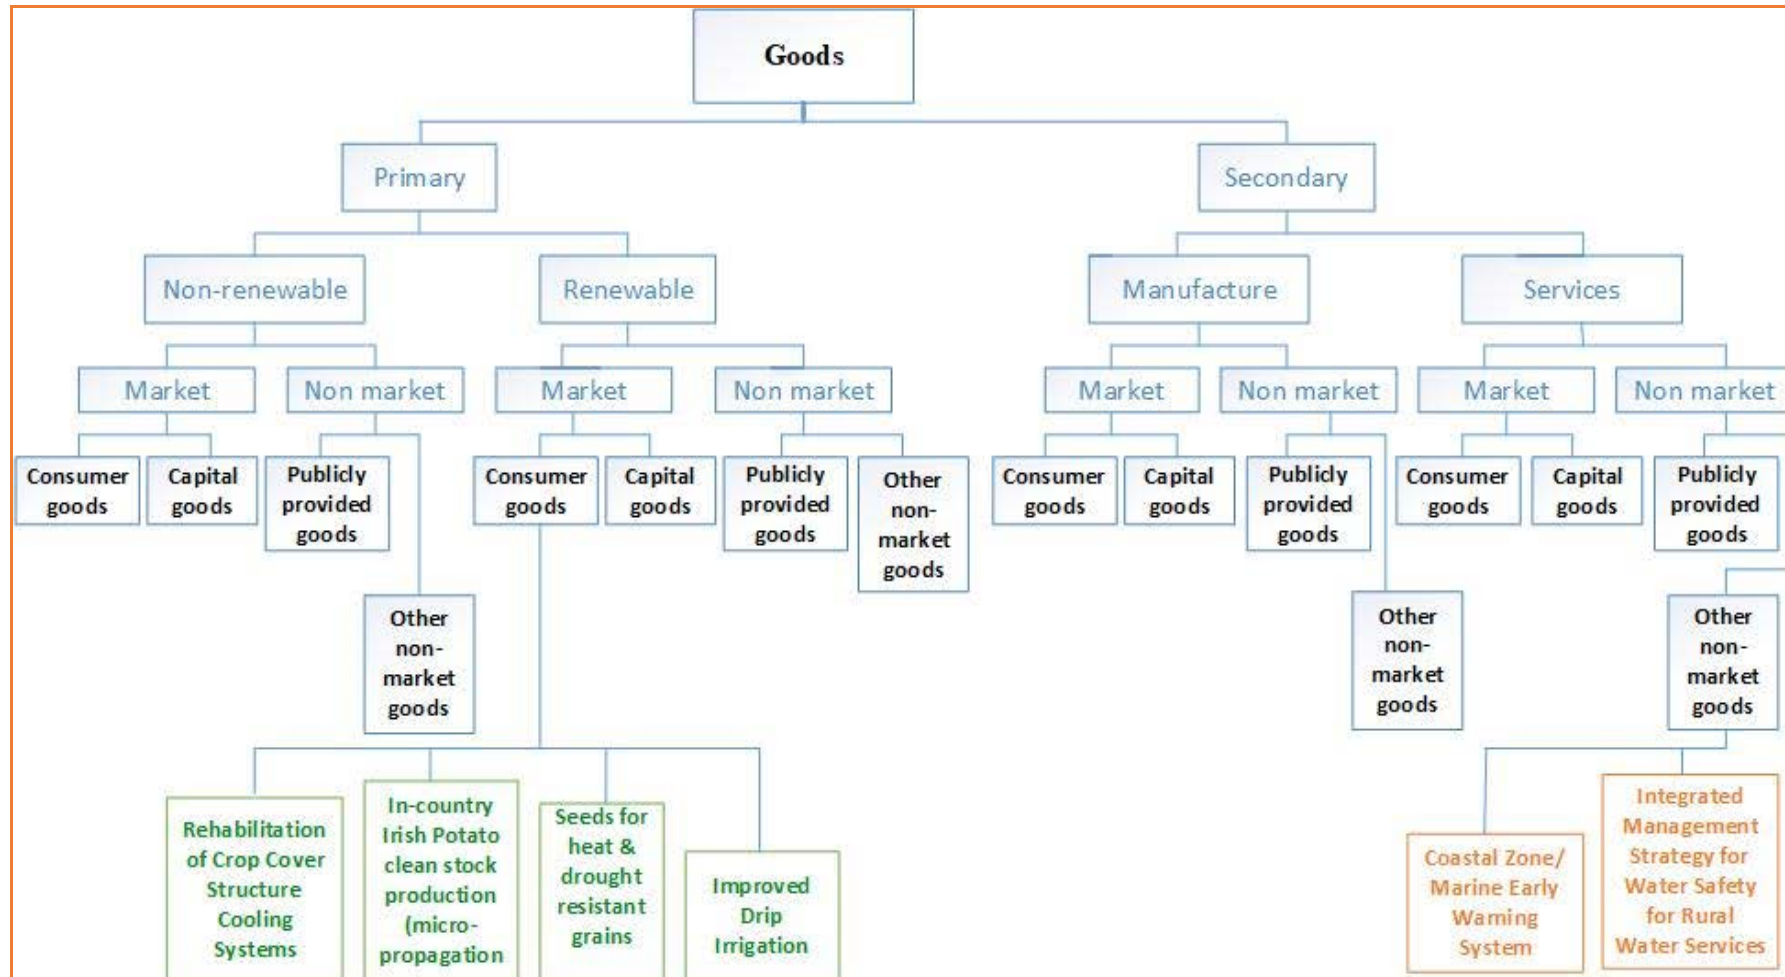 Goods
Primary
Secondary
Non-renewable
Renewable
Manufacture
Services
Market
Non market
Market
Non market
Market
Non market
Market
Non market
Consumer
goods
Capital
goods
Publicly
provided
goods
Consumer
goods
Capital
goods
Publicly
provided
goods
Other
non-
market
goods
Consumer
goods
Capital
goods
Publicly
provided
goods
Consumer
goods
Capital
goods
Publicly
provided
goods
Other
non-
market
goods
Other
non-
market
goods
Other
non-
market
goods
Rehabilitation
of Crop Cover
Structure
Cooling
Systems
In-country
Irish Potato
clean stock
production
(micro-
propagation
Seeds for
heat &
drought
resistant
grains
Improved
Drip
Irrigation
Coastal Zone/
Marine Early
Warning
System
Integrated
Management
Strategy for
Water Safety
for Rural
Water Services